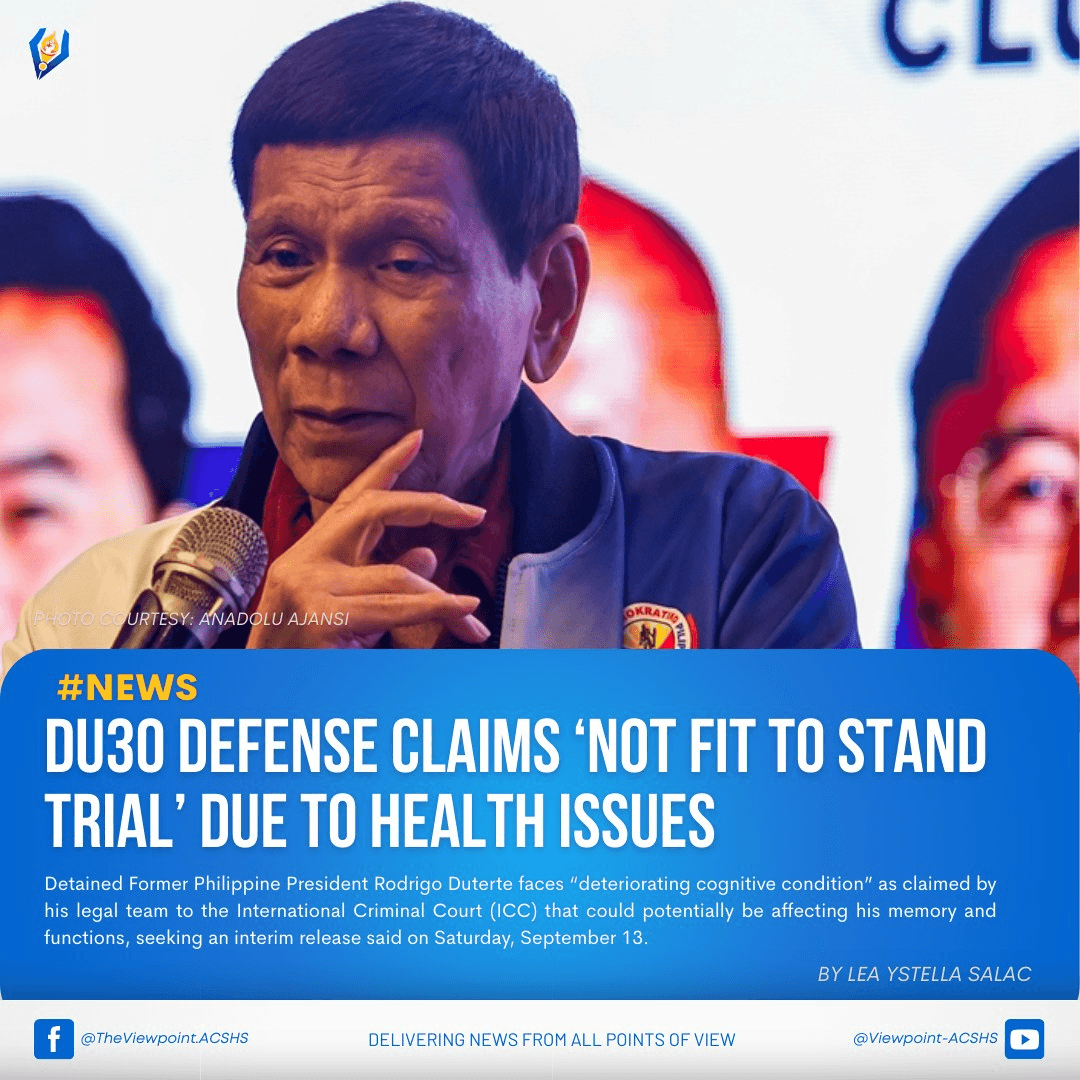 CLU
PHOTO COURTESY: ANADOLU AJANSI
#NEWS
DU30 DEFENSE CLAIMS ‘NOT FIT TO STAND
TRIAL’ DUE TO HEALTH ISSUES
Detained Former Philippine President Rodrigo Duterte faces “deteriorating cognitive condition” as claimed by
his legal team to the International Criminal Court (ICC) that could potentially be affecting his memory and
functions, seeking an interim release said on Saturday, September 13.
BY LEA YSTELLA SALAC
@TheViewpoint.ACSHS
DELIVERING NEWS FROM ALL POINTS OF VIEW
@Viewpoint-ACSHS